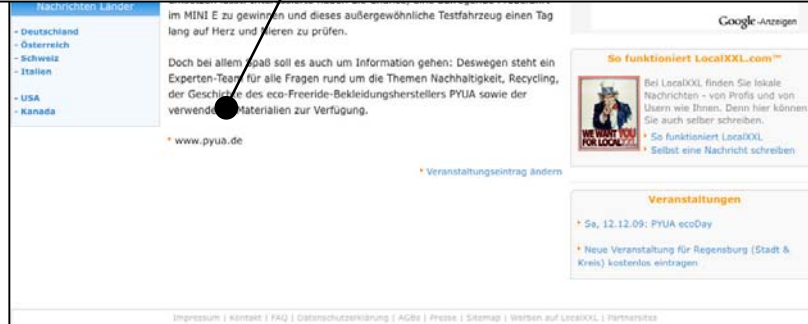 Nachrichten Länder
- Deutschland
- Österreich
- Schweiz
- Italien
- USA
- Kanada
im MINI E zu gewinnen und dieses außergewöhnliche Testfahrzeug einen Tag
lang auf Herz und Nieren zu prüfen.
Doch bei allem Spaß soll es auch um Information gehen: Deswegen steht ein
Experten-Team für alle Fragen rund um die Themen Nachhaltigkeit, Recycling,
der Geschichte des eco-Freeride-Bekleidungsherstellers PYUA sowie der
verwendeten Materialien zur Verfügung.
www.pyua.de
Veranstaltungseintrag ändern
Google-Anzeigen
So funktioniert LocalXXL.com™
WE WANT YOU
FOR LOCAL
Bei LocalXXL finden Sie lokale
Nachrichten - von Profis und von
Usern wie Ihnen. Denn hier können
Sie auch selber schreiben.
So funktioniert LocalXXL
Selbst eine Nachricht schreiben
Veranstaltungen
Sa, 12.12.09: PYUA ecoDay
Neue Veranstaltung für Regensburg (Stadt &
Kreis) kostenlos eintragen
Impressum | Kontakt | FAQ | Datenschutzerklärung | AGBs | Presse | Sitemap | Werben auf LocalXXL | Partnersites